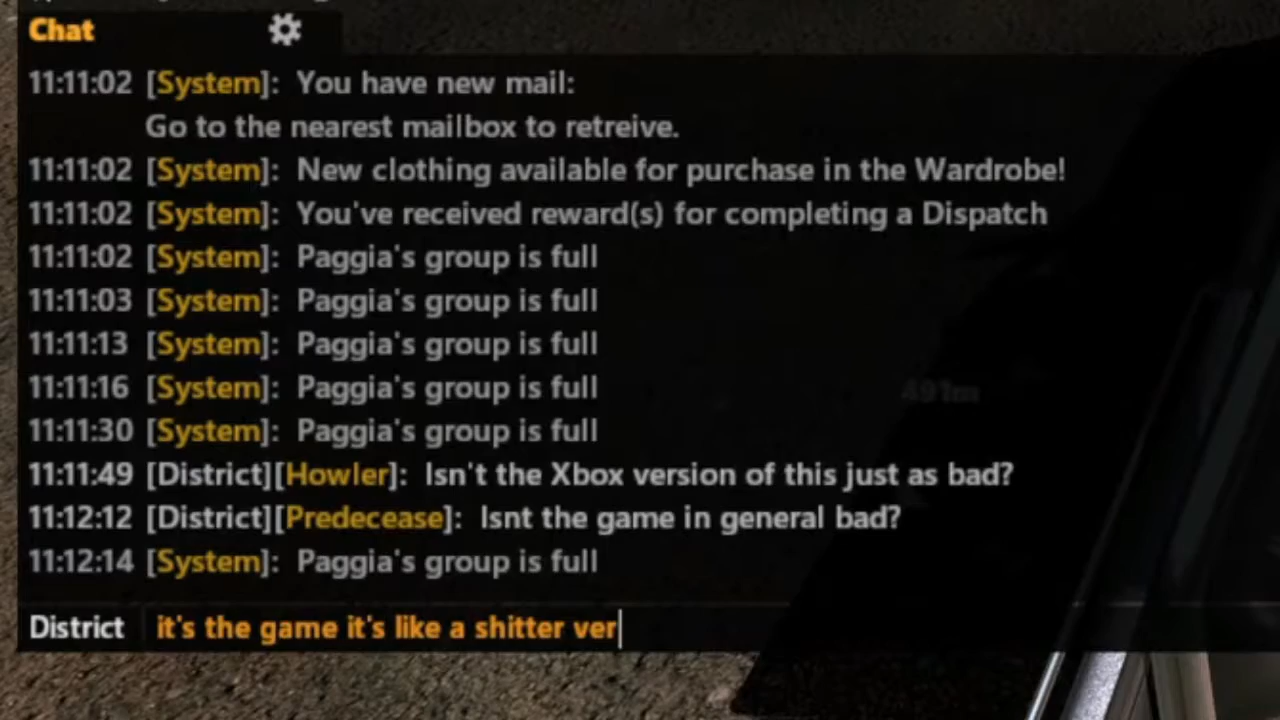 Chat
11:11:02 [System]: You have new mail:
Go to the nearest mailbox to retreive.
11:11:02 [System]: New clothing available for purchase in the Wardrobe!
11:11:02 [System]: You've received reward(s) for completing a Dispatch
11:11:02 [System]: Paggia's group is full
11:11:03 [System]: Paggia's group is full
11:11:13 [System]: Paggia's group is full
11:11:16 [System]: Paggia's group is full
11:11:30 [System]: Paggia's group is full
11:11:49 [District][Howler]: Isn't the Xbox version of this just as bad?
11:12:12 [District][Predecease]: Isnt the game in general bad?
11:12:14 [System]: Paggia's group is full
District it's the game it's like a shitter ver